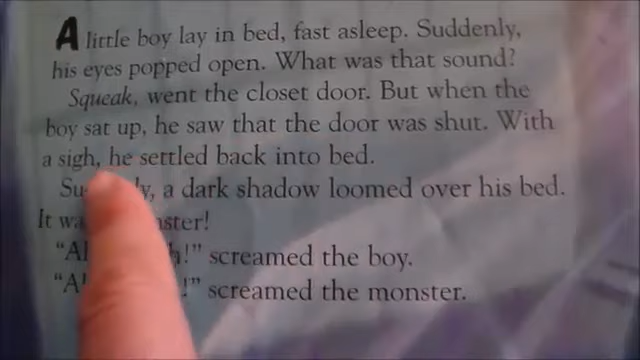 A little boy lay in bed, fast asleep. Suddenly,
his eyes popped open. What was that sound?
Squeak, went the closet door. But when the
boy sat up, he saw that the door was shut. With
a sigh, he settled back into bed.
a dark shadow loomed over his bed.
It
screamed the boy.
screamed the monster.